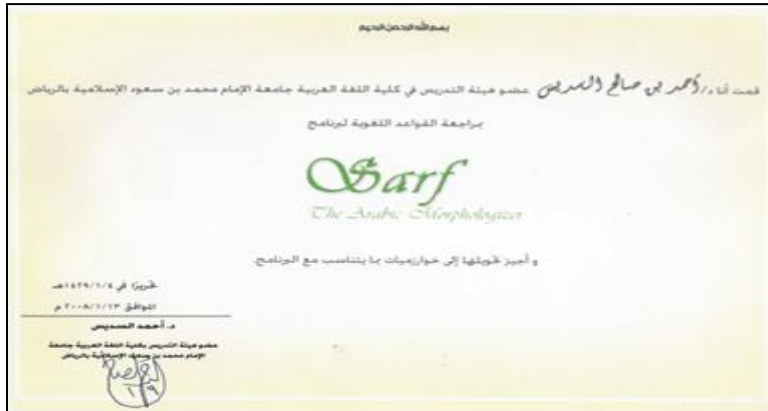 بسم الله الرحمن الرحيم
قمت أنا د/ أحمد بن صالح السديس عضو هيئة التدريس في كلية اللغة العربية جامعة الإمام محمد بن سعود الإسلامية بالرياض
بمراجعة القواعد اللغوية لبرنامج
Sarf
The Arabic Morphologizer
و أجيز تحويلها إلى خوارزميات بما يتناسب مع البرنامج.
تحريرًا في ١٤٢٩/١/٤هـ
الموافق ٢٠٠٨/١/١٣ م
د. أحمد السديس
عضو هيئة التدريس بكلية اللغة العربية جامعة
الإمام محمد بن سعود الإسلامية بالرياض